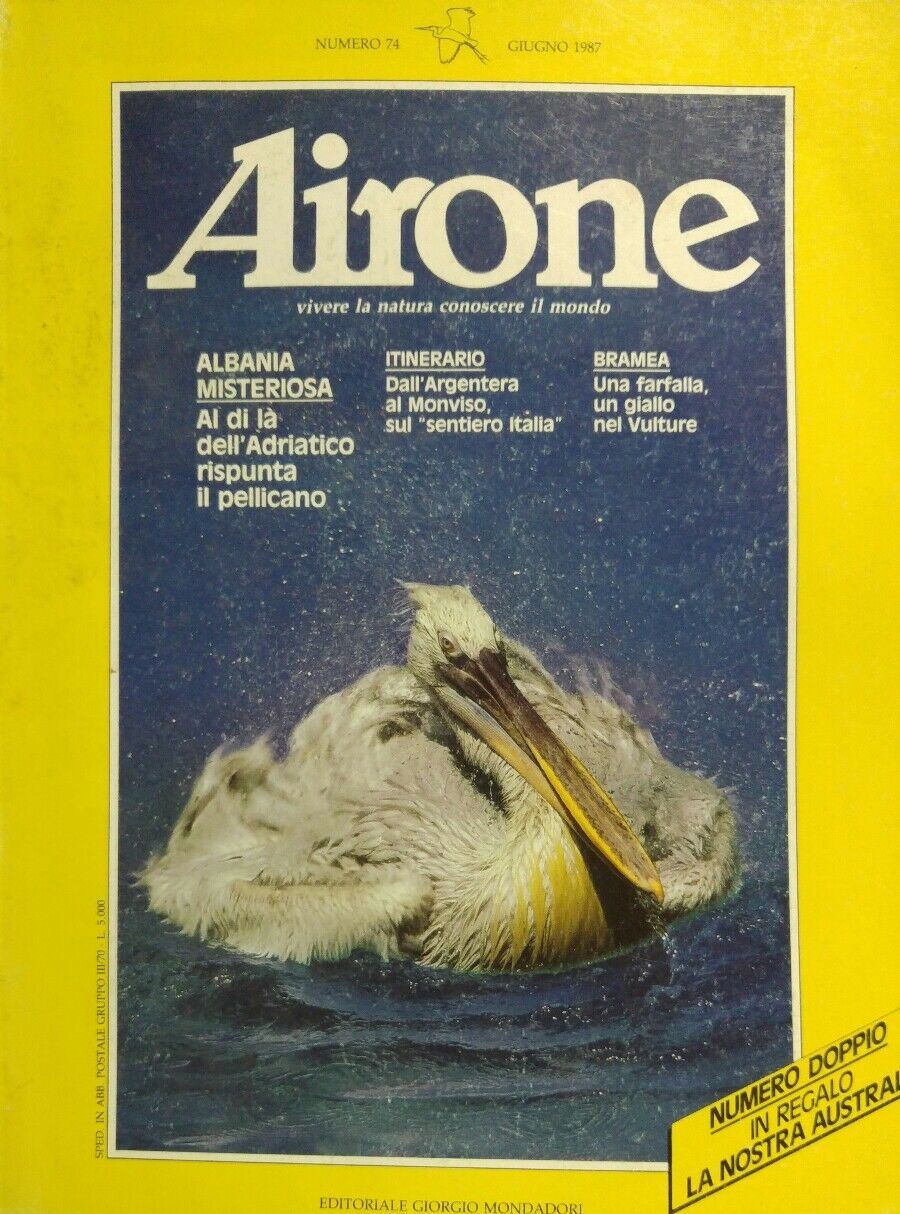 NUMERO 74 GIUGNO 1987
Airone
vivere la natura conoscere il mondo
ALBANIA
MISTERIOSA
Al di là
dell'Adriatico
rispunta
il pellicano
ITINERARIO
Dall'Argentera
al Monviso,
sul "sentiero Italia"
BRAMEA
Una farfalla,
un giallo
nel Vulture
SPED. IN ABB. POSTALE GRUPPO III/70 L. 5.000
NUMERO DOPPIO
IN REGALO
LA NOSTRA AUSTRAL
EDITORIALE GIORGIO MONDADORI